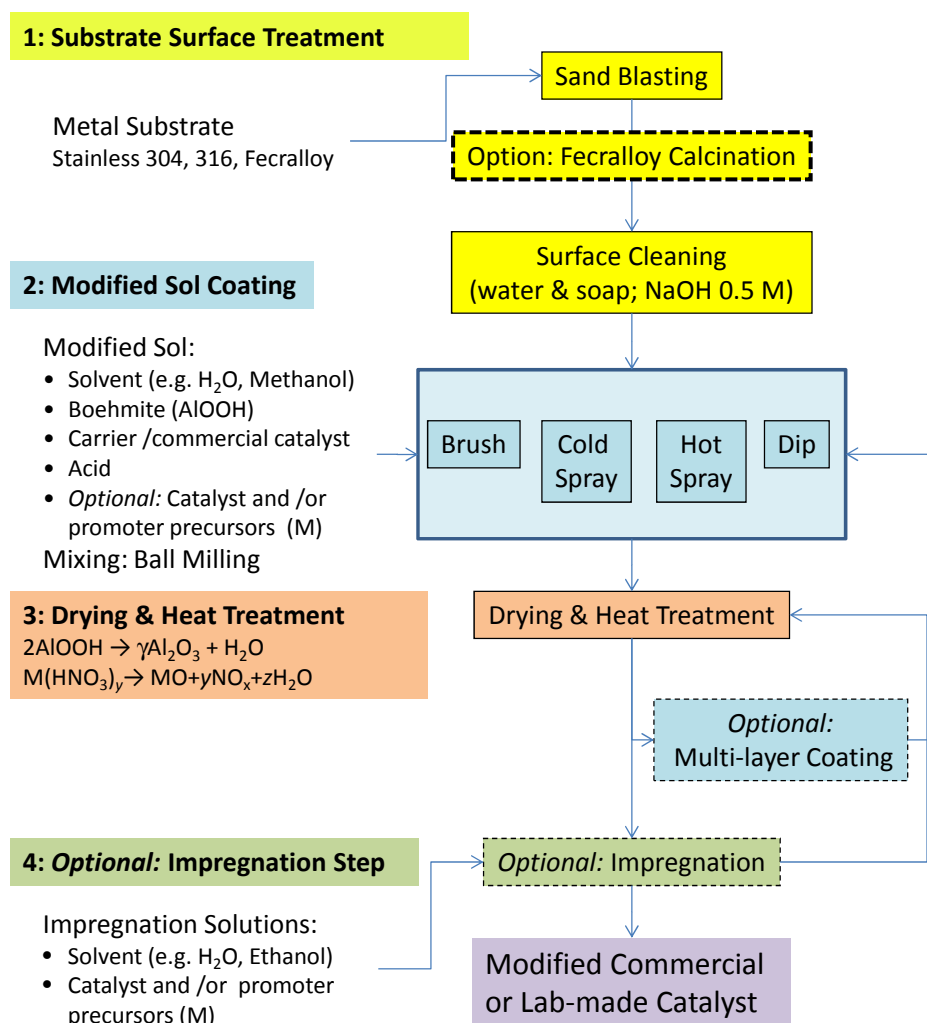 1: Substrate Surface Treatment
Sand Blasting
Metal Substrate
Stainless 304, 316, Fecralloy
Option: Fecralloy Calcination
Surface Cleaning
(water & soap; NaOH 0.5 M)
2: Modified Sol Coating
Modified Sol:
• Solvent (e.g. H₂O, Methanol)
• Boehmite (AlOOH)
• Carrier /commercial catalyst
• Acid
• Optional: Catalyst and /or
promoter precursors (M)
Mixing: Ball Milling
Brush
Cold
Spray
Hot
Spray
Dip
3: Drying & Heat Treatment
2AlOOH → γAl₂O₃ + H₂O
M(HNO₃)y→ MO+yNOₓ+zH₂O
Drying & Heat Treatment
Optional:
Multi-layer Coating
4: Optional: Impregnation Step
Optional: Impregnation
Impregnation Solutions:
• Solvent (e.g. H₂O, Ethanol)
• Catalyst and /or promoter
precursors (M)
Modified Commercial
or Lab-made Catalyst